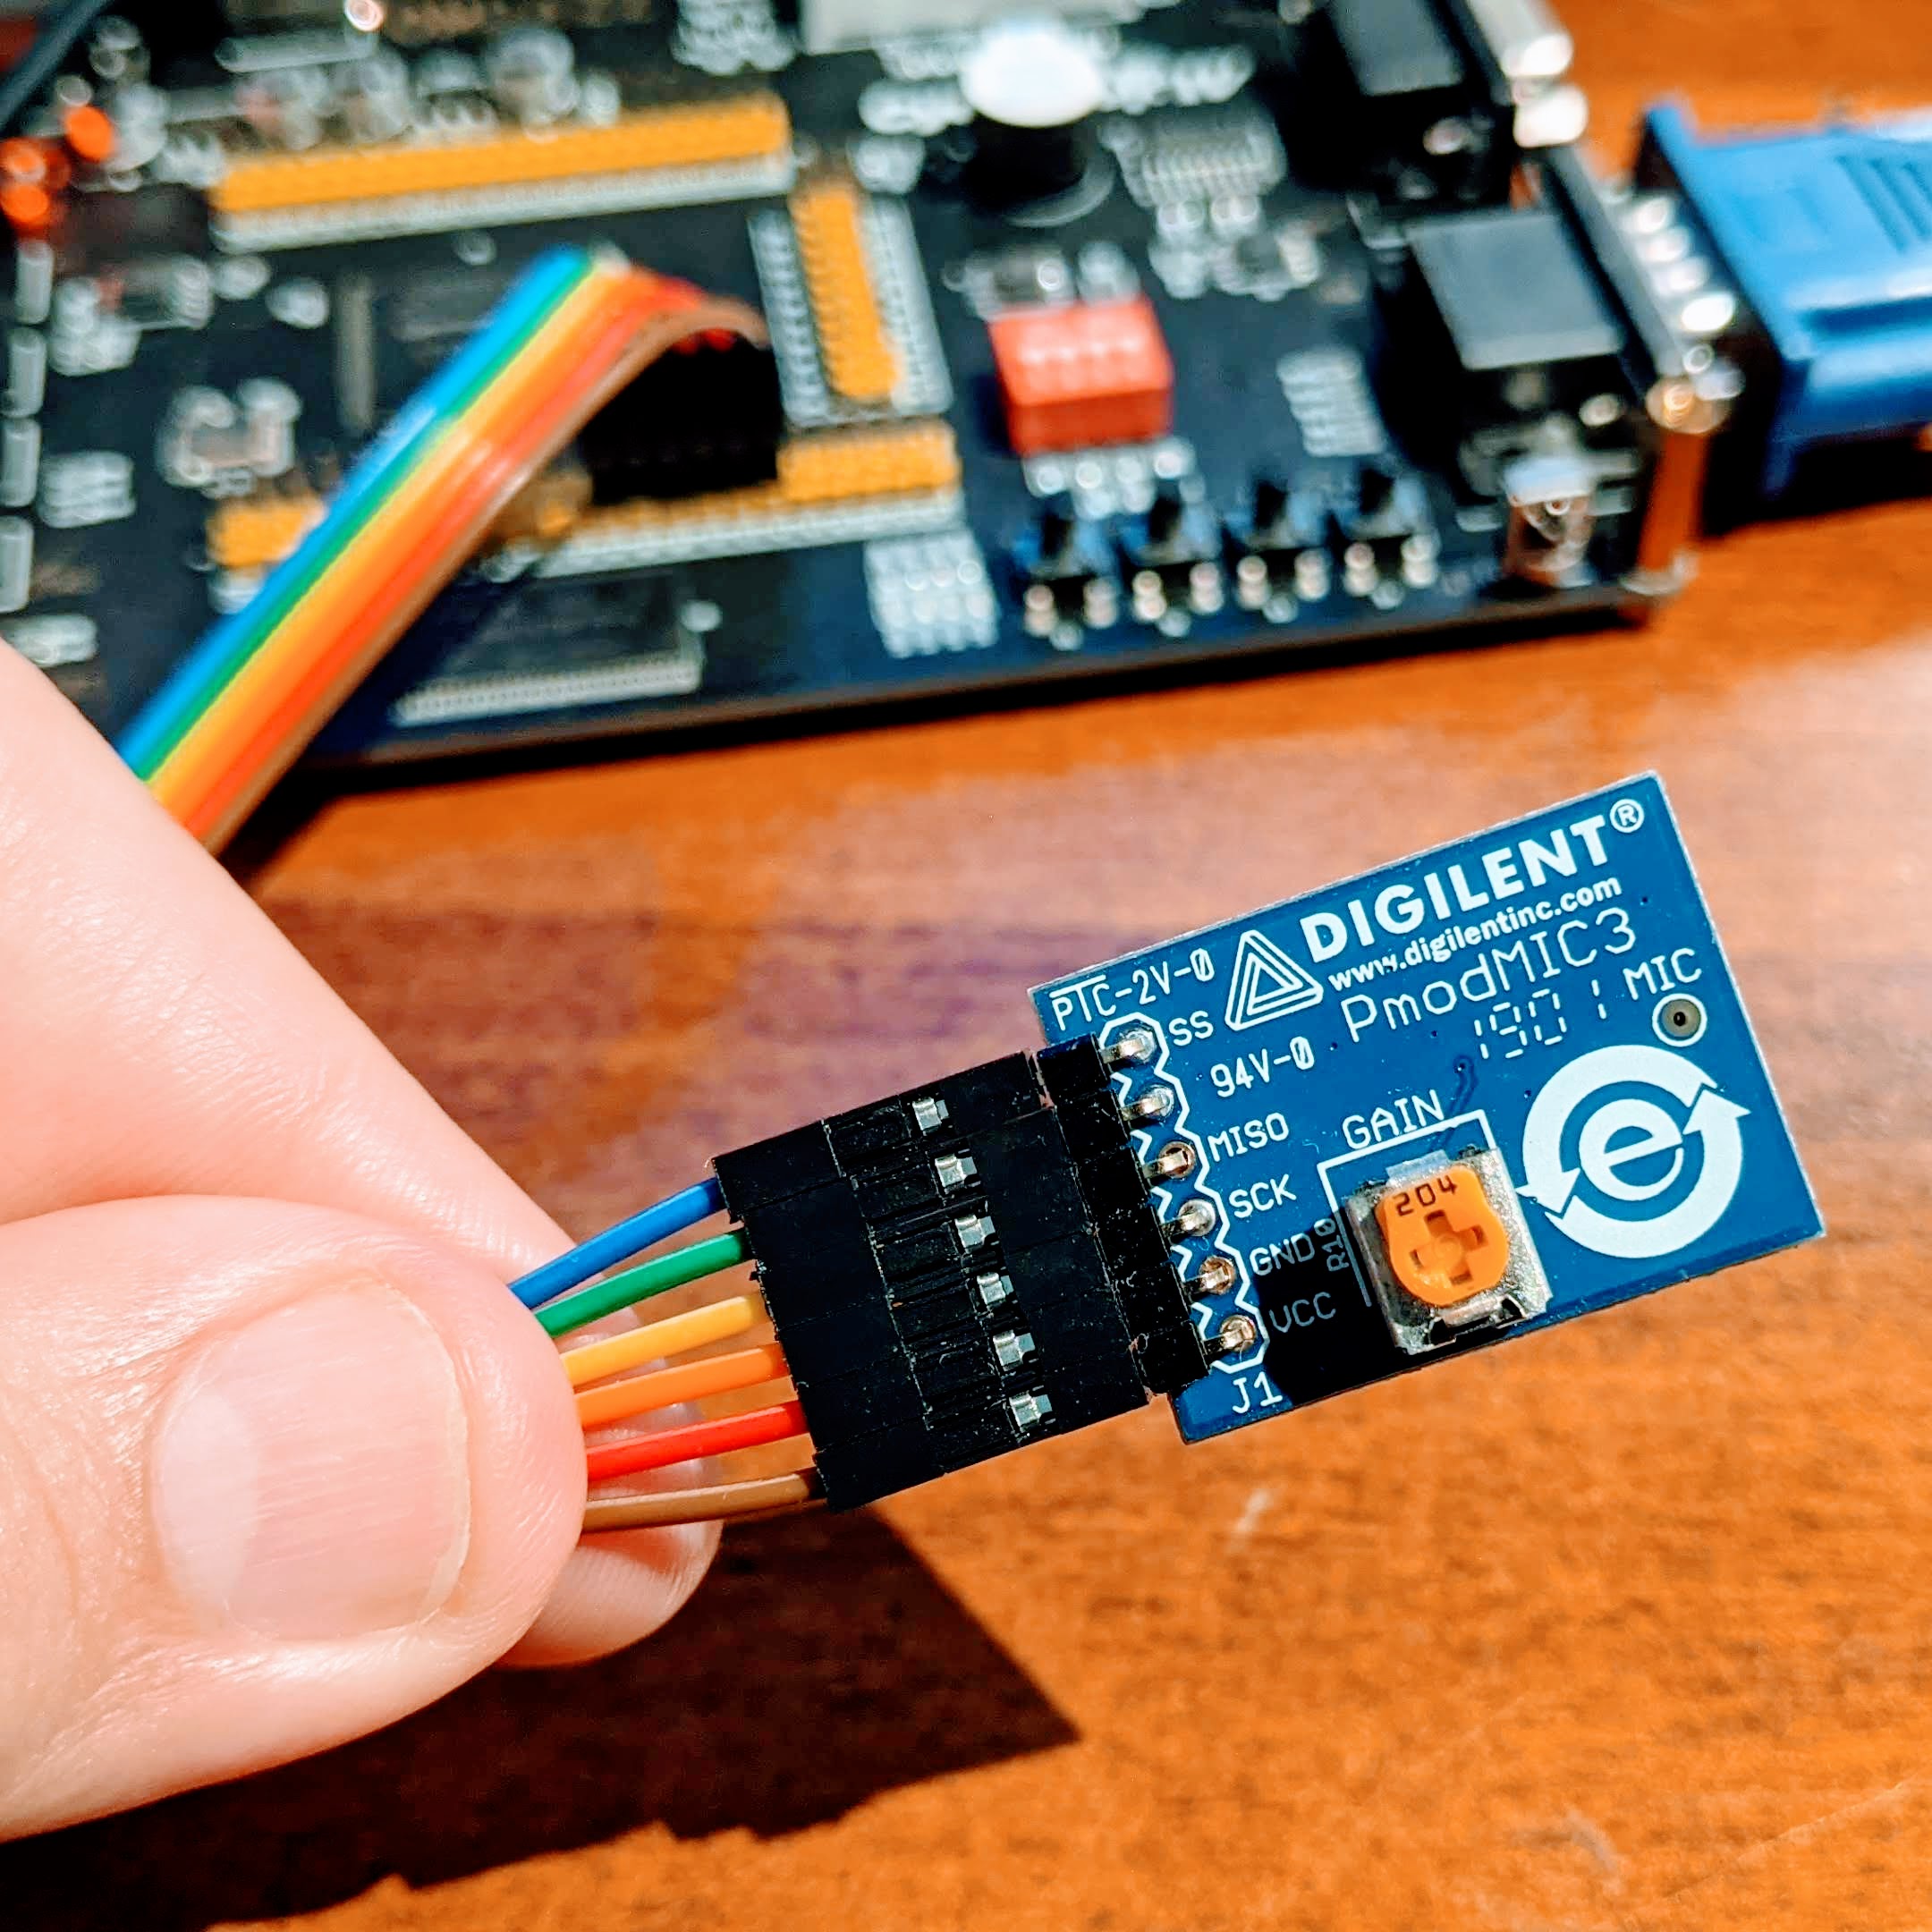 DIGILENT®
www.digilentinc.com
PmodMIC3
PTC-2V-0
SS
94V-0
1901
MIC
MISO
SCK
GND
VCC
J1
GAIN
R10
204
e